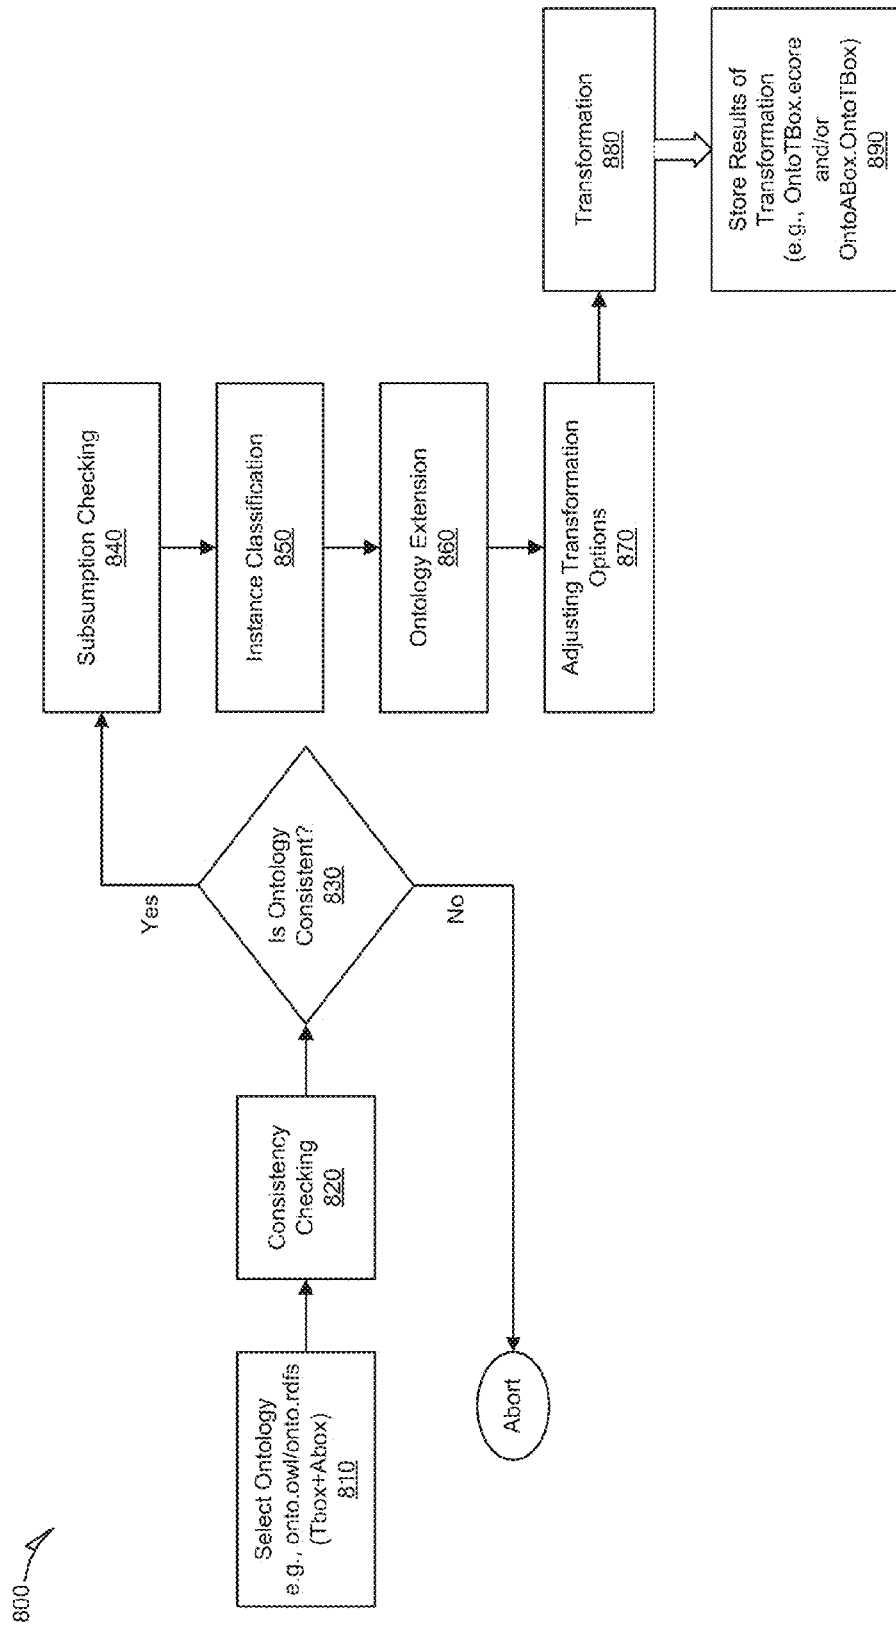 800
Select Ontology
e.g., onto.owl/onto.rdfs
(Tbox+Abox)
810
Consistency
Checking
820
Is Ontology
Consistent?
830
Yes
No
Abort
Subsumption Checking
840
Instance Classification
850
Ontology Extension
860
Adjusting Transformation
Options
870
Transformation
880
Store Results of
Transformation
(e.g., OntoTBox.ecore
and/or
OntoABox.OntoTBox)
890